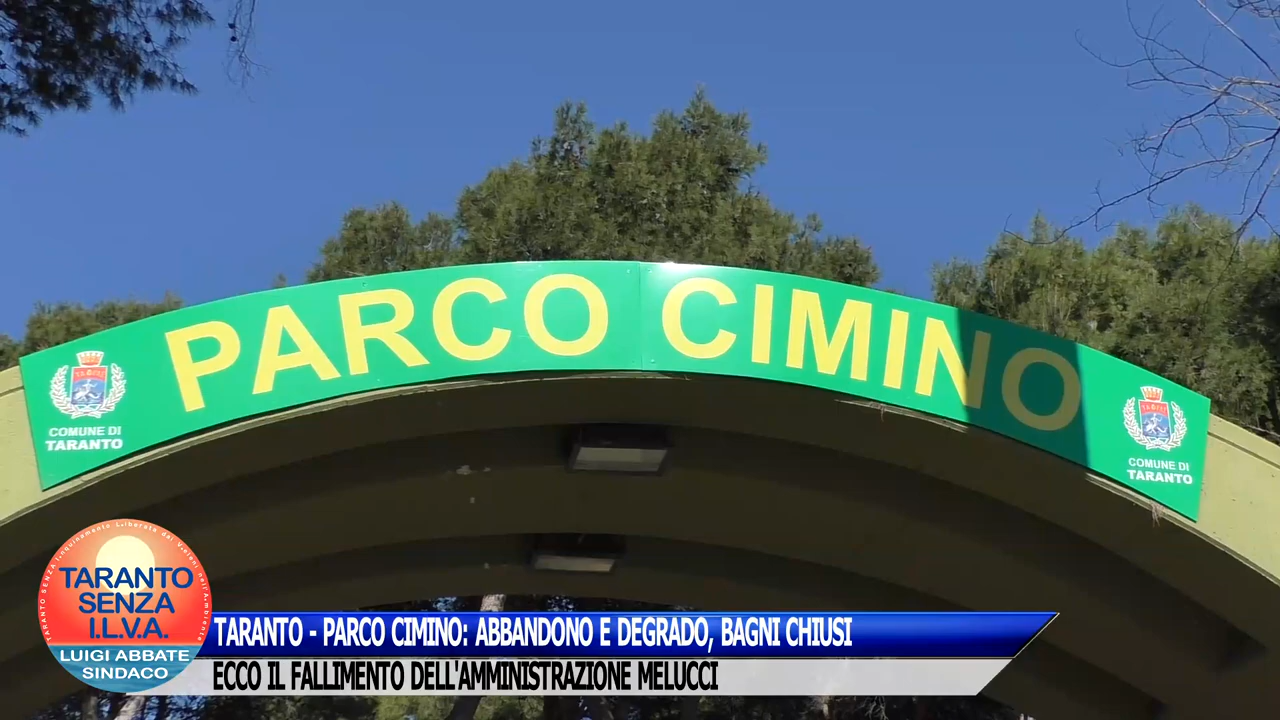 PARCO CIMINO
COMUNE DI
TARANTO
COMUNE DI
TARANTO
TARANTO
SENZA
I.L.V.A.
LUIGI ABBATE
SINDACO
TARANTO - PARCO CIMINO: ABBANDONO E DEGRADO, BAGNI CHIUSI
ECCO IL FALLIMENTO DELL'AMMINISTRAZIONE MELUCCI